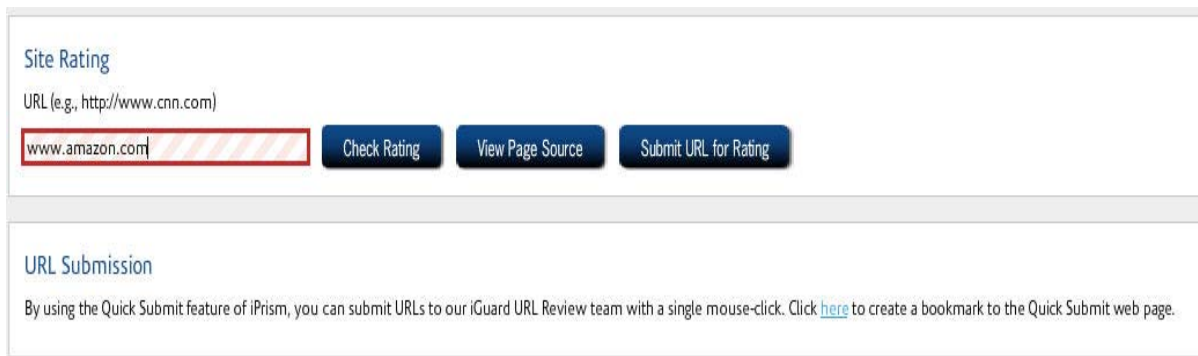 Site Rating
URL (e.g., http://www.cnn.com)
www.amazon.com Check Rating View Page Source Submit URL for Rating
URL Submission
By using the Quick Submit feature of iPrism, you can submit URLs to our iGuard URL Review team with a single mouse-click. Click here to create a bookmark to the Quick Submit web page.